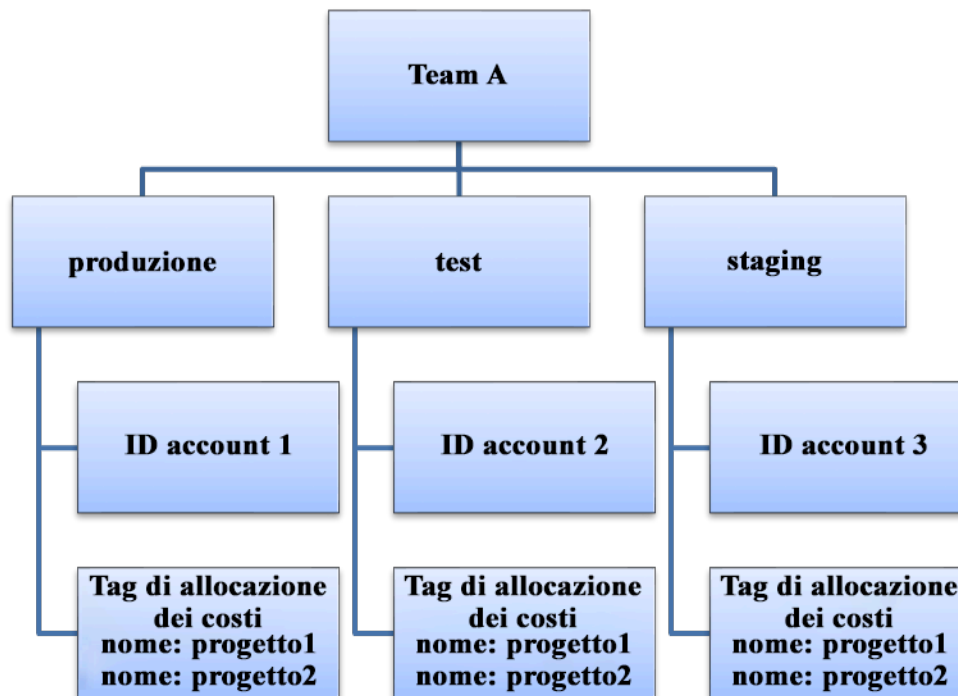 Team A
produzione
test
staging
ID account 1
ID account 2
ID account 3
Tag di allocazione
dei costi
nome: progetto1
nome: progetto2
Tag di allocazione
dei costi
nome: progetto1
nome: progetto2
Tag di allocazione
dei costi
nome: progetto1
nome: progetto2